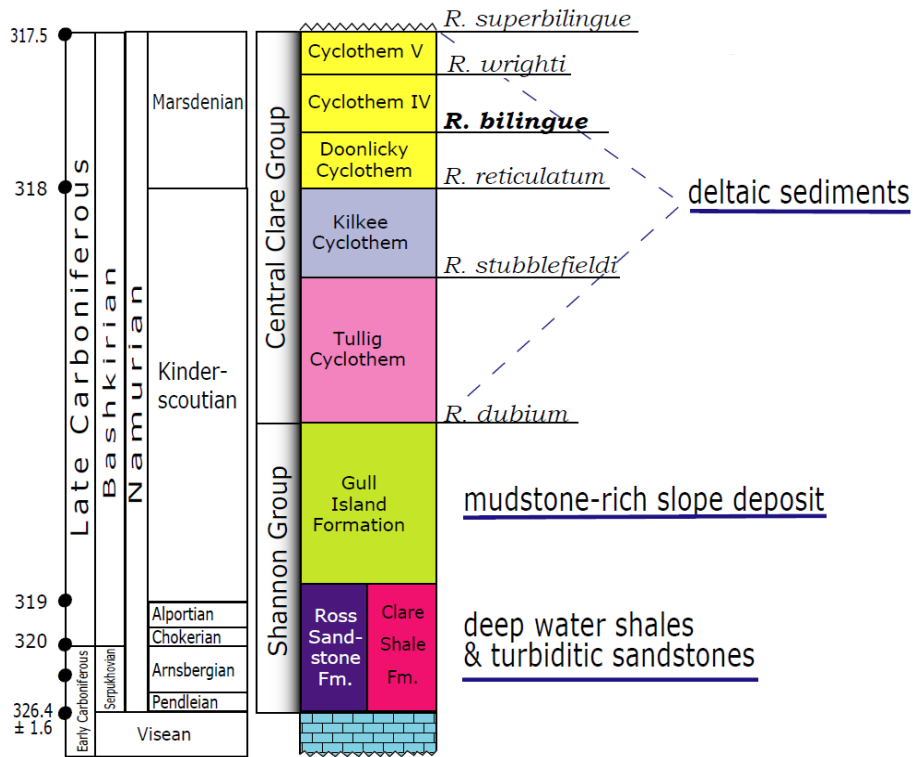 317.5
318
319
320
326.4
± 1.6
Late Carboniferous
Early Carboniferous
Bashkirian
Serpukhovian
Namurian
Visean
Marsdenian
Kinder-
scoutian
Alportian
Chokerian
Arnsbergian
Pendleian
Central Clare Group
Shannon Group
Cyclothem V
Cyclothem IV
Doonlicky
Cyclothem
Kilkee
Cyclothem
Tullig
Cyclothem
Gull
Island
Formation
Ross
Sand-
stone
Fm.
Clare
Shale
Fm.
R. superbilingue
R. wrighti
R. bilingue
R. reticulatum
R. stubblefieldi
R. dubium
deltaic sediments
mudstone-rich slope deposit
deep water shales
& turbiditic sandstones